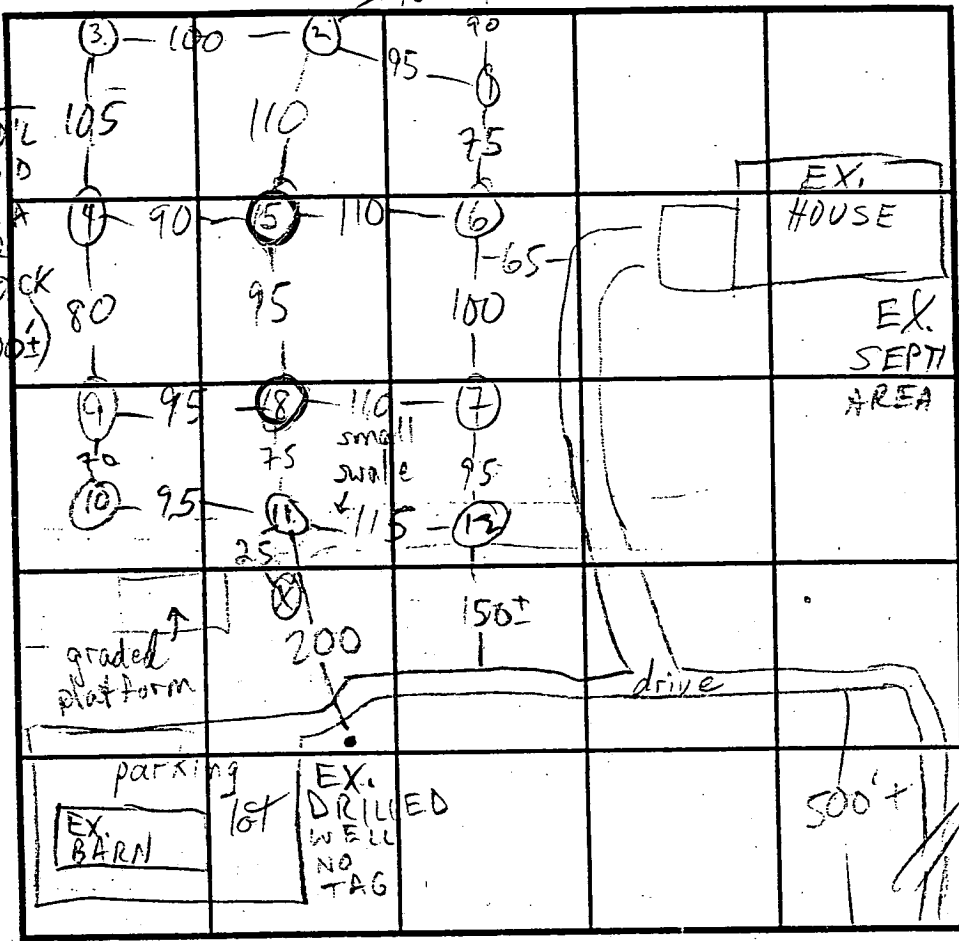 90
3. — 100 — 2
95
1
105
110
75
EX.
HOUSE
4 — 90 — 5 — 110 — 6
—65—
80
95
100
EX.
SEPTI
AREA
9 — 95 — 8 — 110 — 7
small
swale
70
75
95
10 — 95 — 11 — 115 — 12
25
X
150±
200
graded
platform
drive
parking
lot
EX.
BARN
EX.
DRILLED
WELL
NO
TAG
500'+